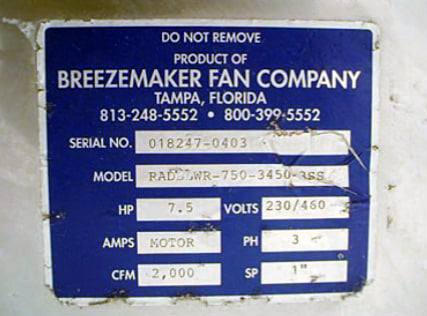 DO NOT REMOVE
PRODUCT OF
BREEZEMAKER FAN COMPANY
TAMPA, FLORIDA
813-248-5552 • 800-399-5552
SERIAL NO. 018247-0403
MODEL
HP 7.5 VOLTS 230/460
AMPS MOTOR PH 3
CFM 2,000 SP 1"